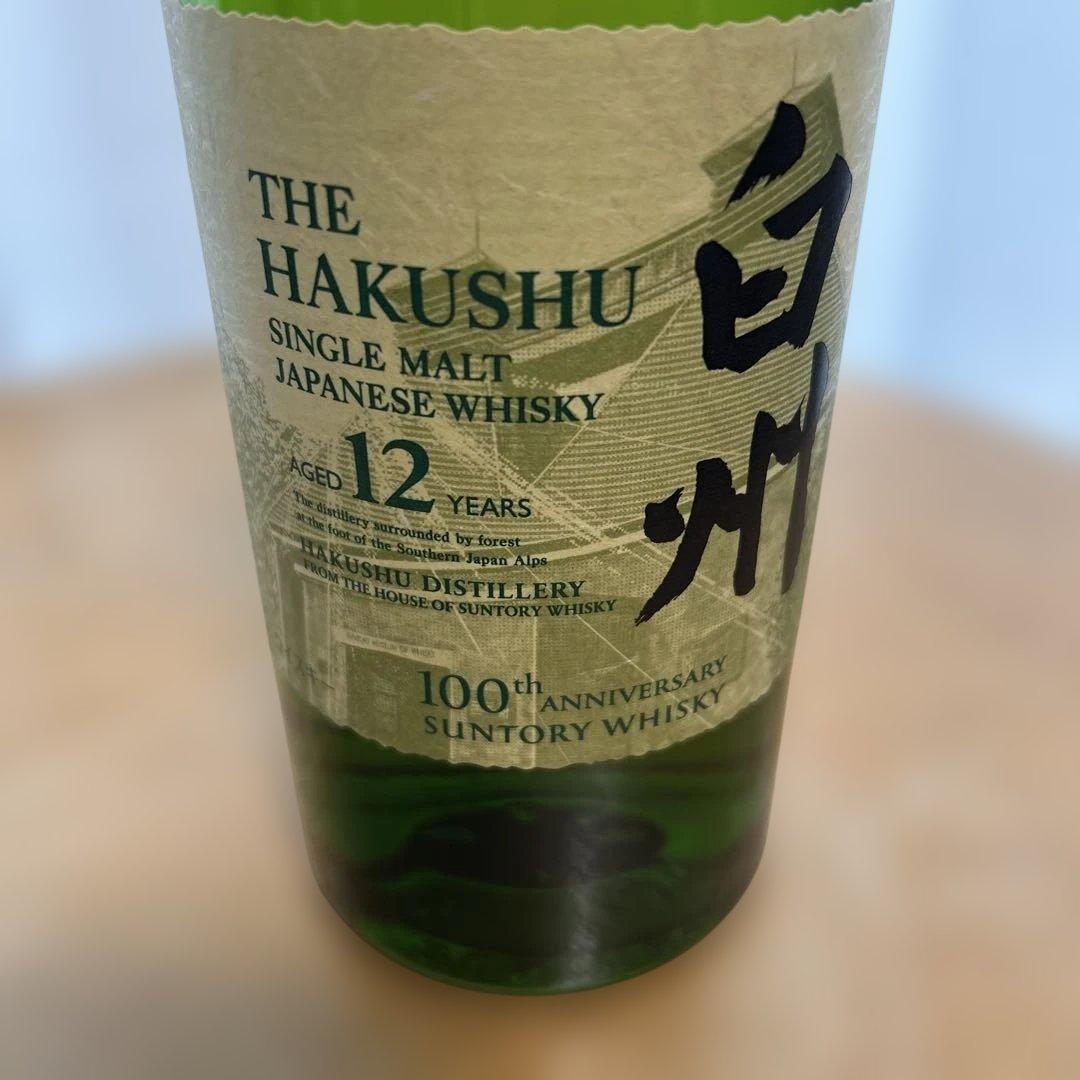 THE
HAKUSHU
SINGLE MALT
JAPANESE WHISKY
AGED 12 YEARS
The distillery surrounded by forest
at the foot of the Southern Japan Alps
HAKUSHU DISTILLERY
FROM THE HOUSE OF SUNTORY WHISKY
100th ANNIVERSARY
SUNTORY WHISKY
白州